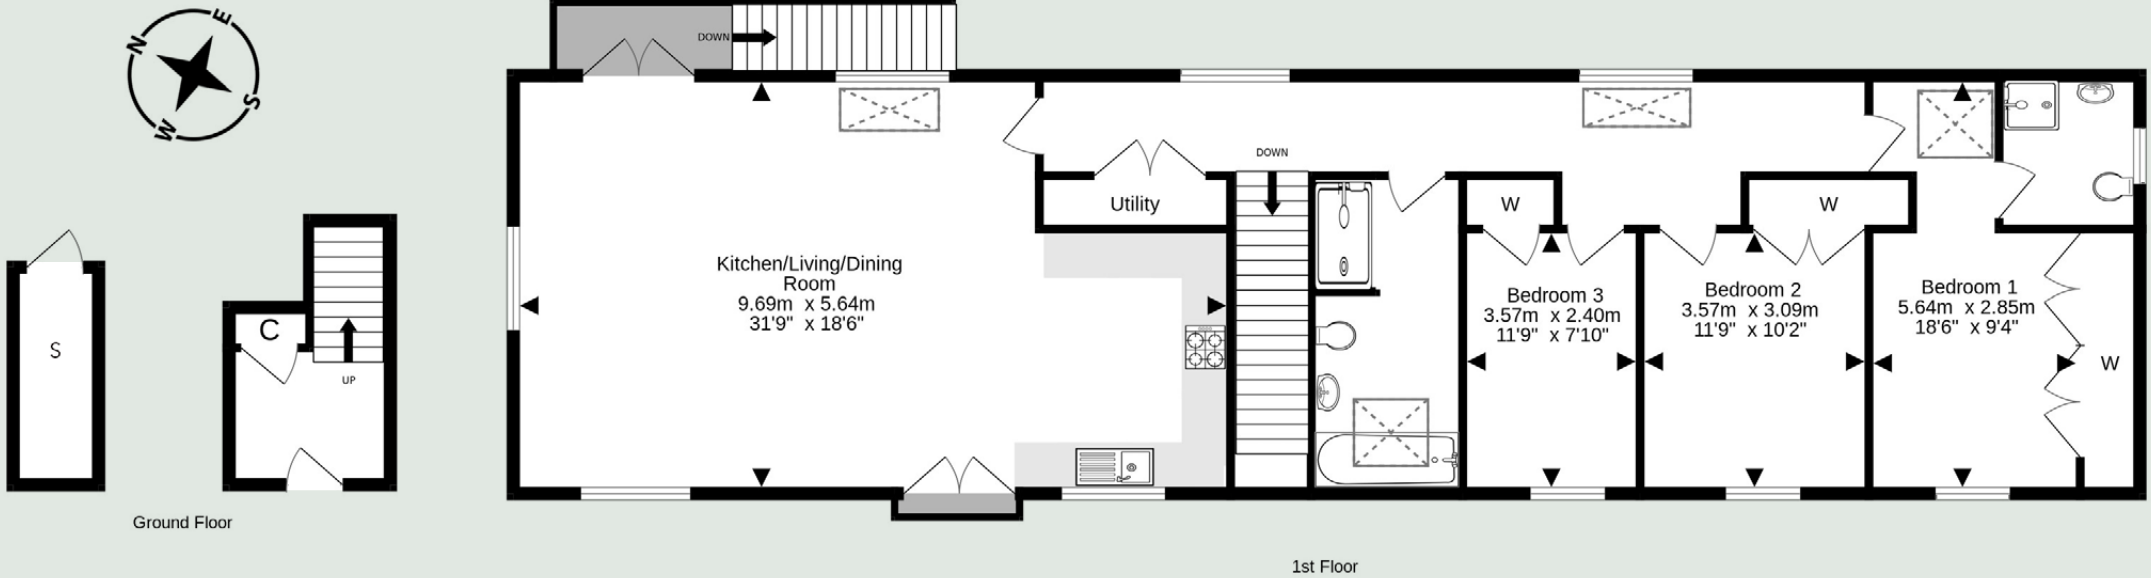 N
E
S
W
S
C
UP
Ground Floor
DOWN
Kitchen/Living/Dining
Room
9.69m x 5.64m
31'9" x 18'6"
Utility
DOWN
W
Bedroom 3
3.57m x 2.40m
11'9" x 7'10"
W
Bedroom 2
3.57m x 3.09m
11'9" x 10'2"
Bedroom 1
5.64m x 2.85m
18'6" x 9'4"
W
1st Floor